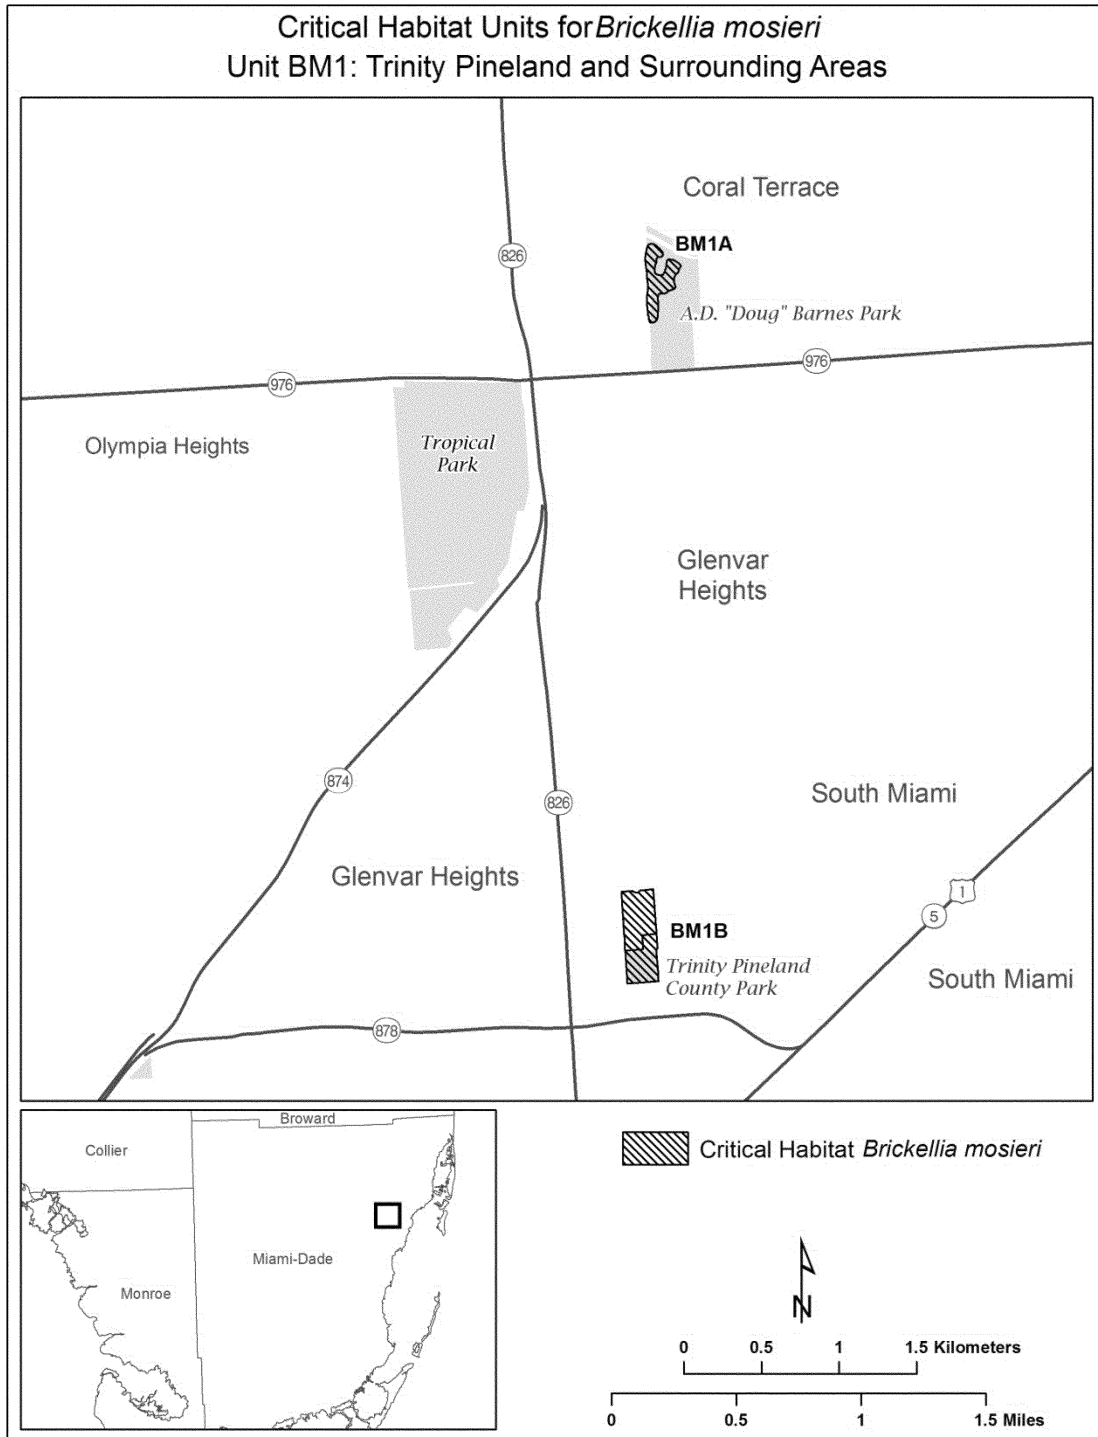 Critical Habitat Units for Brickellia mosieri
Unit BM1: Trinity Pineland and Surrounding Areas
Coral Terrace
BM1A
826
A.D. "Doug" Barnes Park
976
976
Olympia Heights
Tropical
Park
Glenvar
Heights
874
826
South Miami
Glenvar Heights
1
5
BM1B
Trinity Pineland
County Park
South Miami
878
Broward
Collier
Miami-Dade
Monroe
Critical Habitat Brickellia mosieri
N
0 0.5 1 1.5 Kilometers
0 0.5 1 1.5 Miles